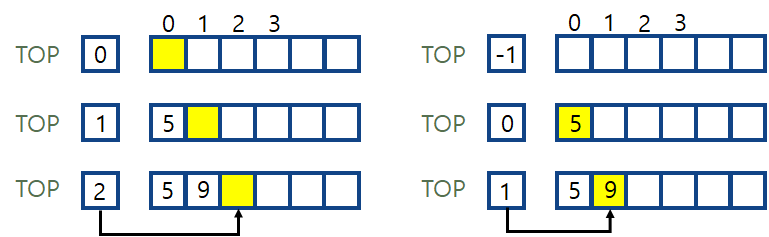 0 1 2 3
TOP 0
TOP 1 5
TOP 2 5 9
0 1 2 3
TOP -1
TOP 0 5
TOP 1 5 9